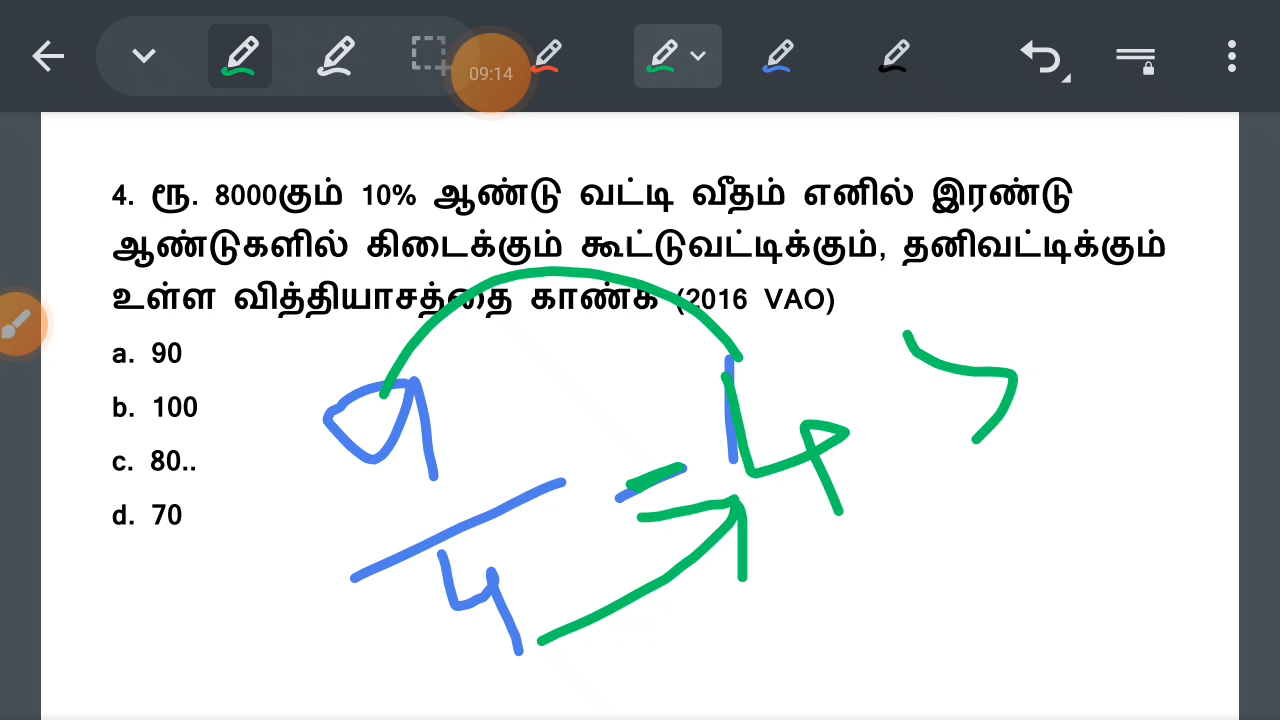 09:14
4. ரூ. 8000கும் 10% ஆண்டு வட்டி வீதம் எனில் இரண்டு
ஆண்டுகளில் கிடைக்கும் கூட்டுவட்டிக்கும், தனிவட்டிக்கும்
உள்ள வித்தியாசத்தை காண்க (2016 VAO)
a. 90
b. 100
c. 80..
d. 70